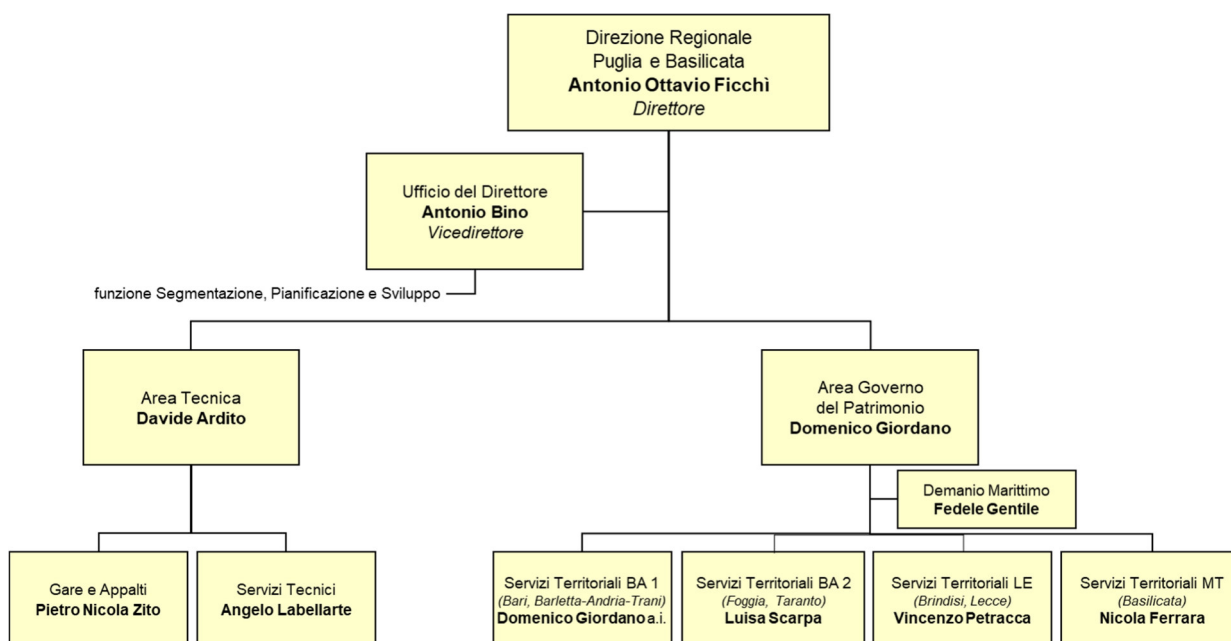 Direzione Regionale
Puglia e Basilicata
Antonio Ottavio Ficchì
Direttore
Ufficio del Direttore
Antonio Bino
Vicedirettore
funzione Segmentazione, Pianificazione e Sviluppo
Area Tecnica
Davide Ardito
Area Governo
del Patrimonio
Domenico Giordano
Demanio Marittimo
Fedele Gentile
Gare e Appalti
Pietro Nicola Zito
Servizi Tecnici
Angelo Labellarte
Servizi Territoriali BA 1
(Bari, Barletta-Andria-Trani)
Domenico Giordano a.i.
Servizi Territoriali BA 2
(Foggia, Taranto)
Luisa Scarpa
Servizi Territoriali LE
(Brindisi, Lecce)
Vincenzo Petracca
Servizi Territoriali MT
(Basilicata)
Nicola Ferrara